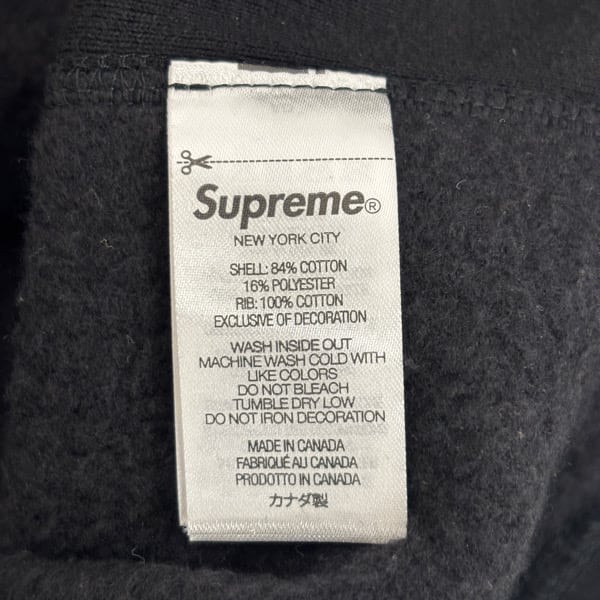 Supreme®
NEW YORK CITY
SHELL: 84% COTTON
16% POLYESTER
RIB: 100% COTTON
EXCLUSIVE OF DECORATION
WASH INSIDE OUT
MACHINE WASH COLD WITH
LIKE COLORS
DO NOT BLEACH
TUMBLE DRY LOW
DO NOT IRON DECORATION
MADE IN CANADA
FABRIQUÉ AU CANADA
PRODOTTO IN CANADA
カナダ製